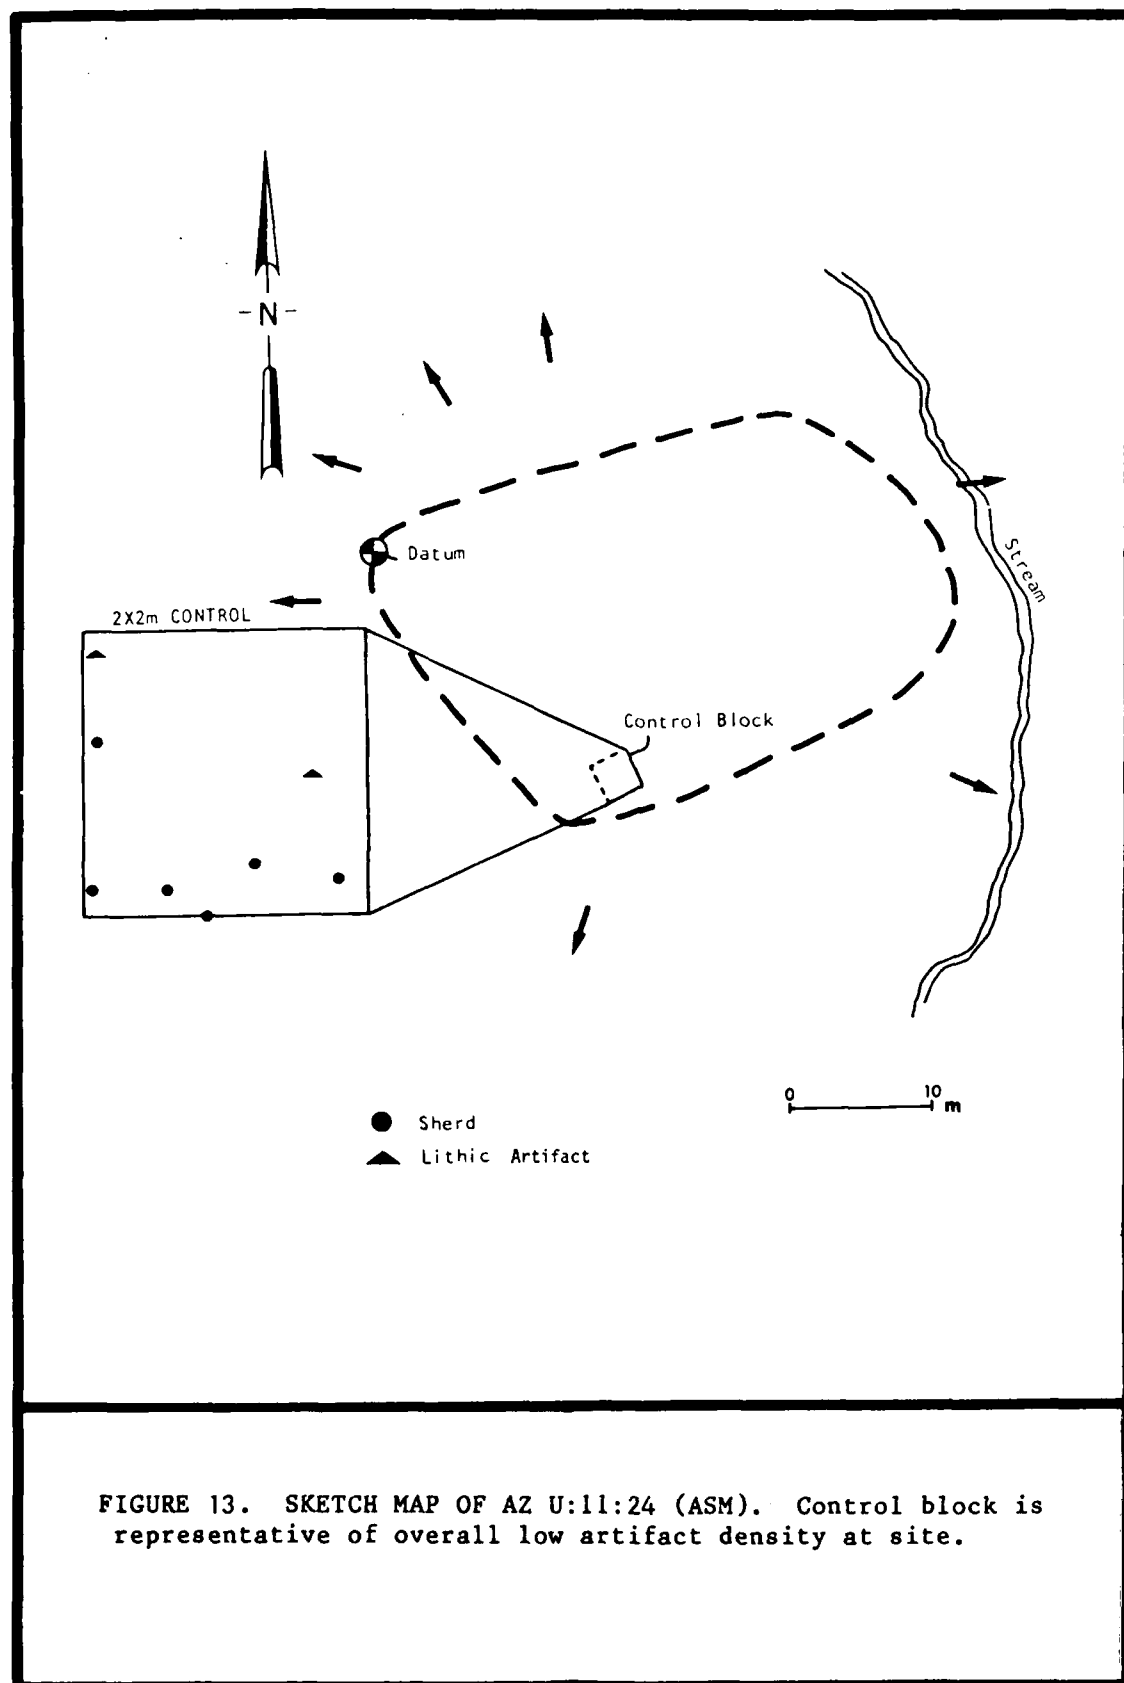 -N-
Datum
Stream
2X2m CONTROL
Control Block
0 10 m
Sherd
Lithic Artifact
FIGURE 13. SKETCH MAP OF AZ U:11:24 (ASM). Control block is
representative of overall low artifact density at site.